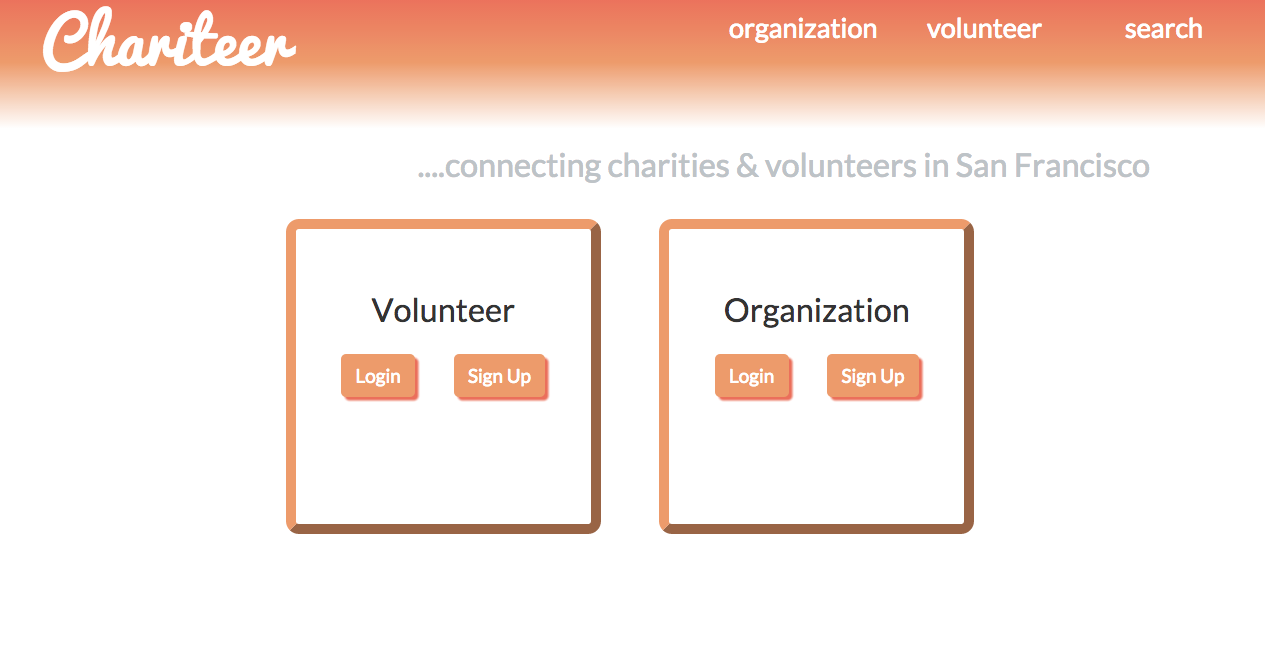 Chariteer organization volunteer search
....connecting charities & volunteers in San Francisco
Volunteer
Login Sign Up
Organization
Login Sign Up